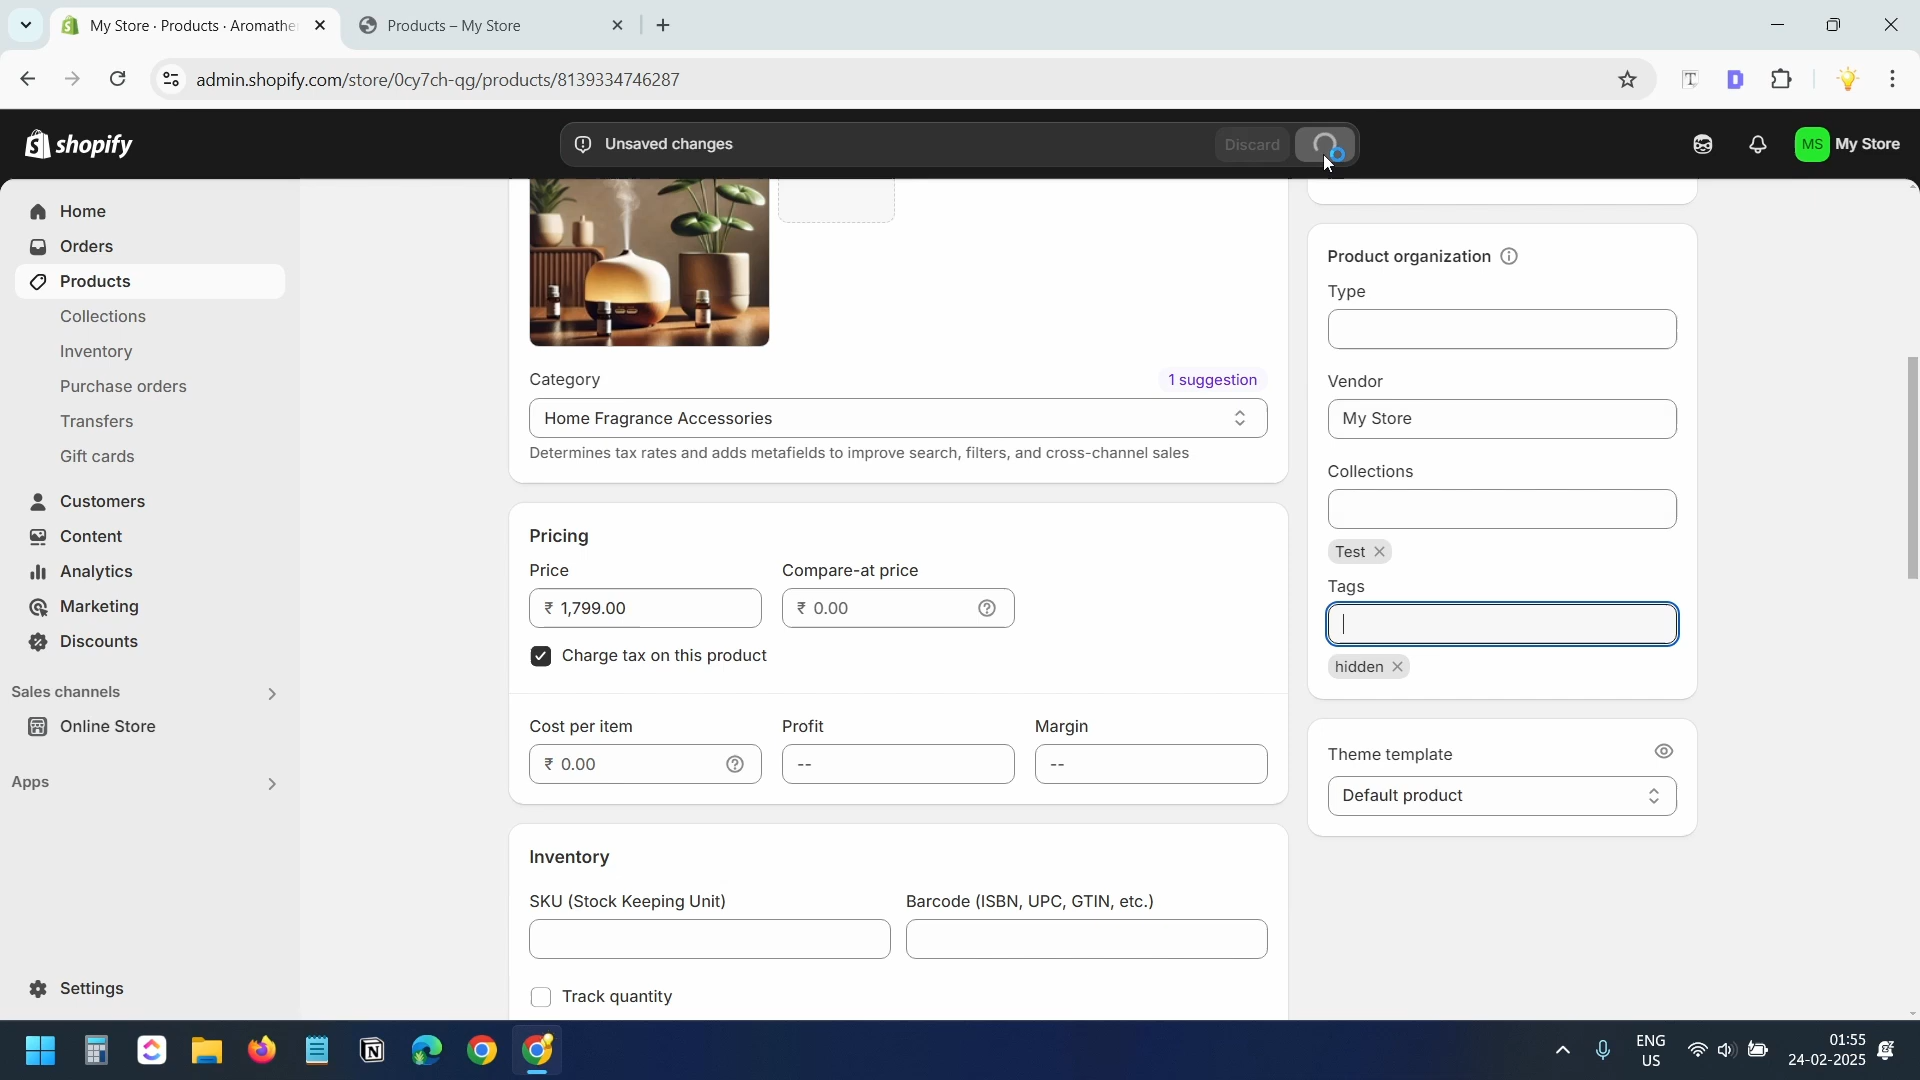 My Store · Products · Aromathe
Products – My Store
admin.shopify.com/store/0cy7ch-qg/products/8139334746287
shopify
Unsaved changes
Discard
MS My Store
Home
Orders
Products
Collections
Inventory
Purchase orders
Transfers
Gift cards
Customers
Content
Analytics
Marketing
Discounts
Sales channels
Online Store
Apps
Settings
Category
1 suggestion
Home Fragrance Accessories
Determines tax rates and adds metafields to improve search, filters, and cross-channel sales
Pricing
Price
Compare-at price
₹ 1,799.00
₹ 0.00
Charge tax on this product
Cost per item
Profit
Margin
₹ 0.00
--
--
Inventory
SKU (Stock Keeping Unit)
Barcode (ISBN, UPC, GTIN, etc.)
Track quantity
Product organization
Type
Vendor
My Store
Collections
Test
Tags
hidden
Theme template
Default product
ENG
US
01:55
24-02-2025